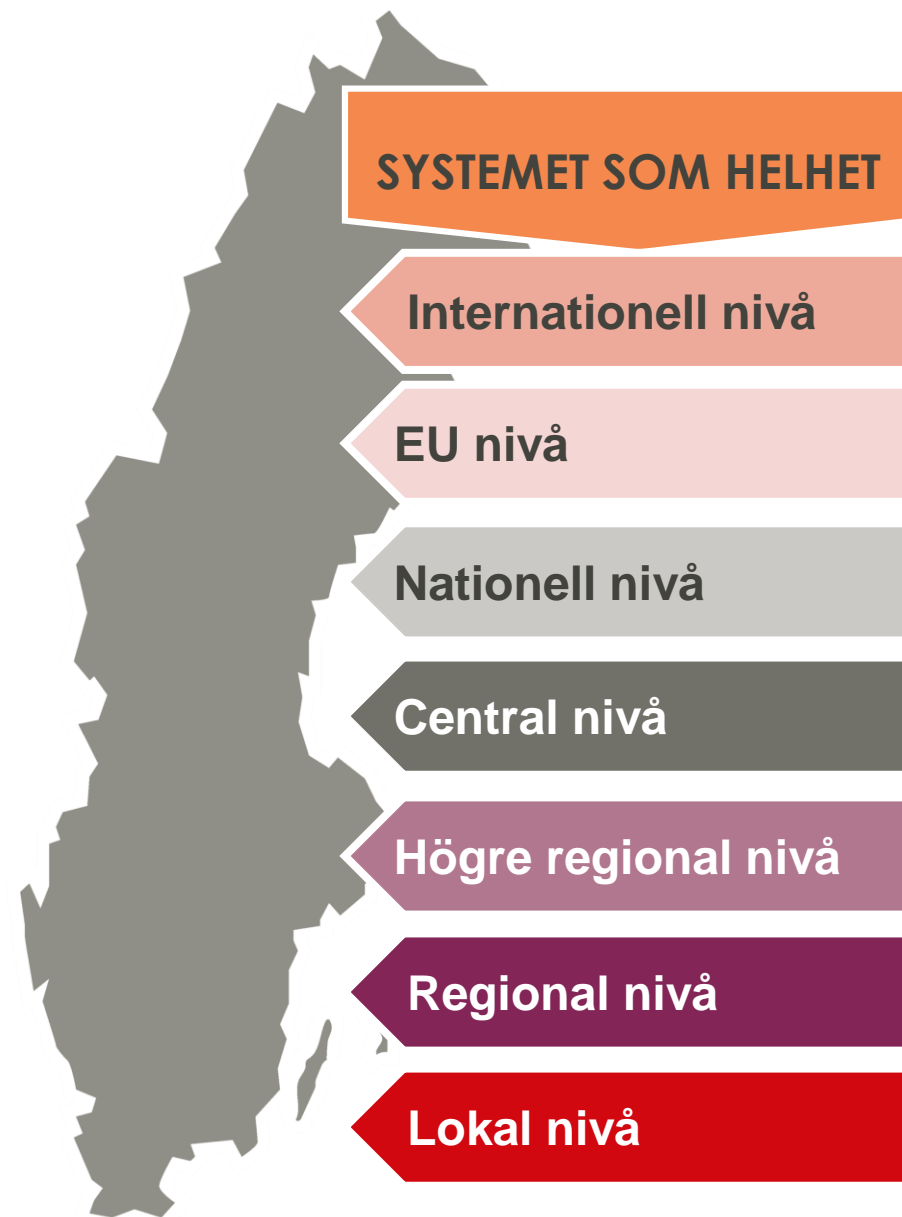 SYSTEMET SOM HELHET
Internationell nivå
EU nivå
Nationell nivå
Central nivå
Högre regional nivå
Regional nivå
Lokal nivå